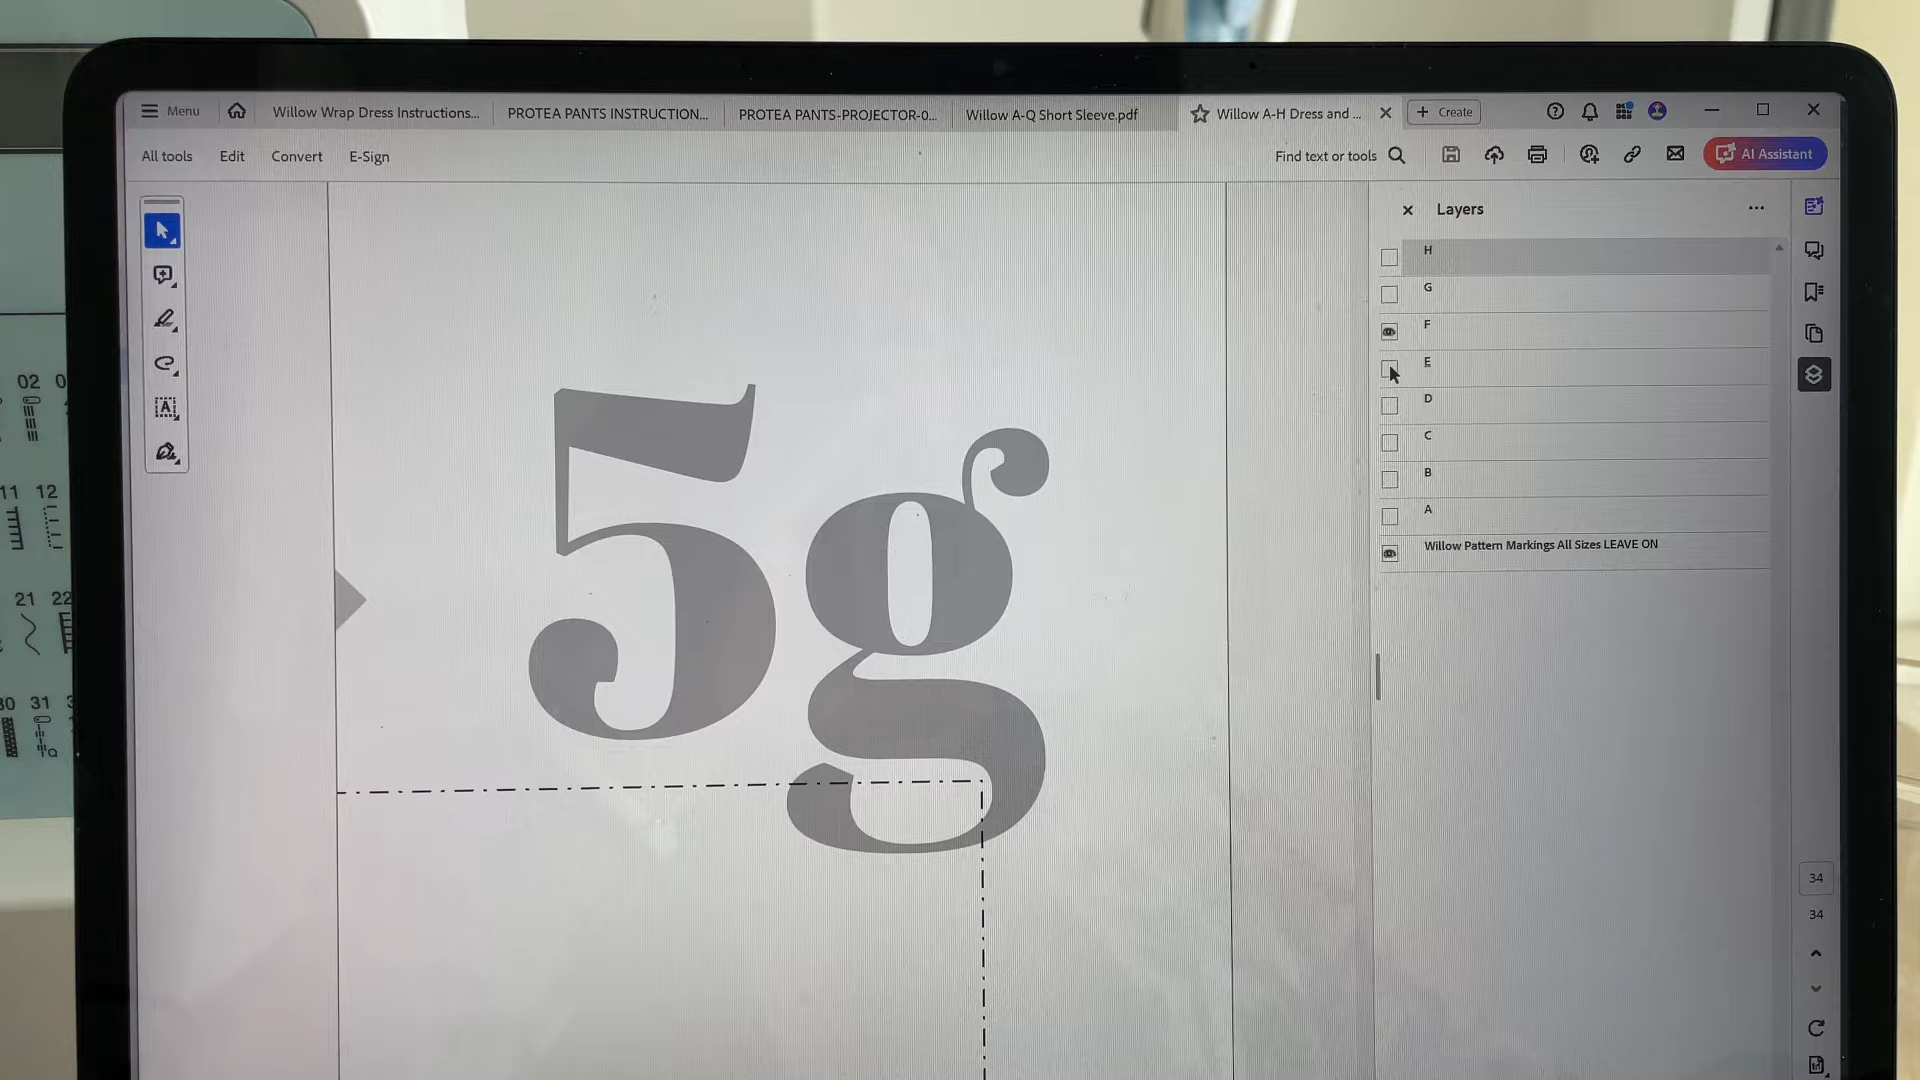 Menu
Willow Wrap Dress Instructions...
PROTEA PANTS INSTRUCTION...
PROTEA PANTS-PROJECTOR-0...
Willow A-Q Short Sleeve.pdf
Willow A-H Dress and ...
Create
All tools
Edit
Convert
E-Sign
Find text or tools
AI Assistant
Layers
H
G
F
E
D
C
B
A
Willow Pattern Markings All Sizes LEAVE ON
5g
34
34
02
11 12
21 22
30 31